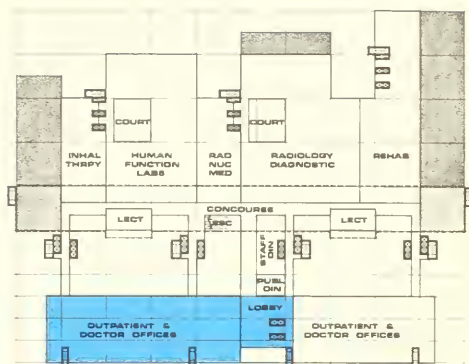 COURT
COURT
INHAL
THRPY
HUMAN
FUNCTION
LABS
RAD
NUC
MED
RADIOLOGY
DIAGNOSTIC
REHAB
CONCOURSE
LECT
ESC
LECT
STAFF
DIN
PUBL
DIN
LOBBY
OUTPATIENT &
DOCTOR OFFICES
OUTPATIENT &
DOCTOR OFFICES